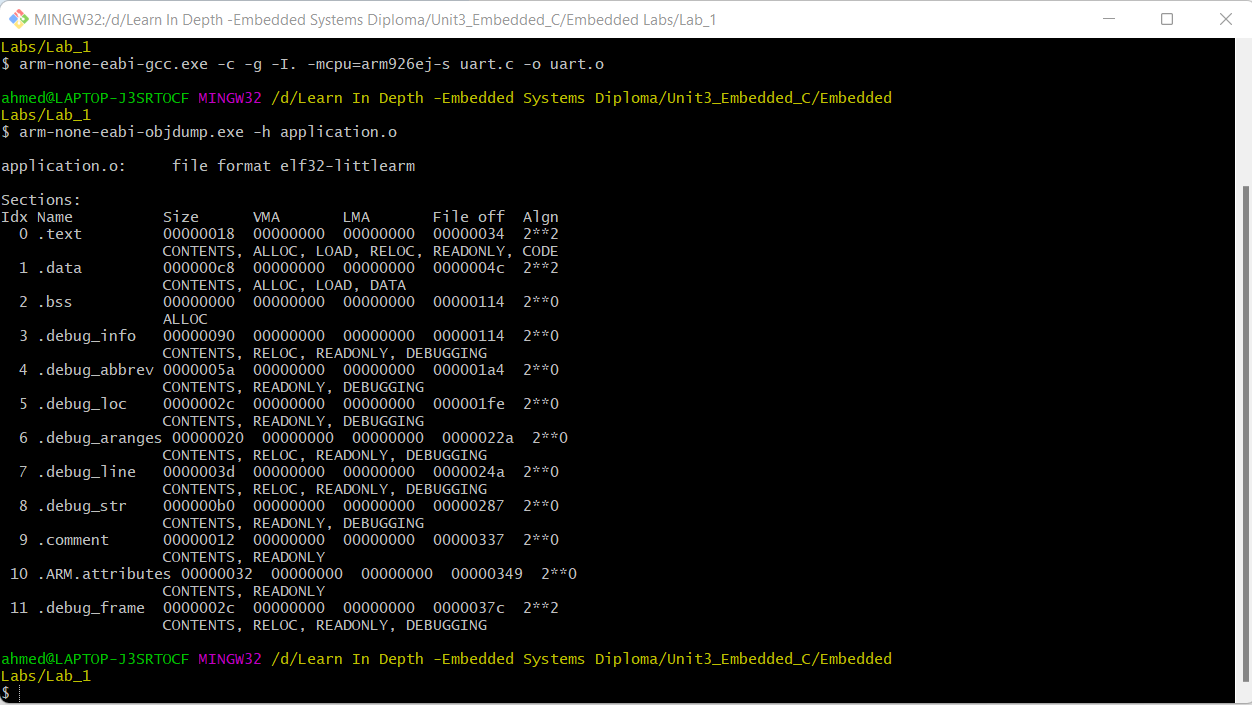 MINGW32:/d/Learn In Depth -Embedded Systems Diploma/Unit3_Embedded_C/Embedded Labs/Lab_1
Labs/Lab_1
$ arm-none-eabi-gcc.exe -c -g -I. -mcpu=arm926ej-s uart.c -o uart.o
ahmed@LAPTOP-J3SRTOCF MINGW32 /d/Learn In Depth -Embedded Systems Diploma/Unit3_Embedded_C/Embedded
Labs/Lab_1
$ arm-none-eabi-objdump.exe -h application.o
application.o:     file format elf32-littlearm
Sections:
Idx Name          Size      VMA       LMA       File off  Algn
  0 .text         00000018  00000000  00000000  00000034  2**2
                  CONTENTS, ALLOC, LOAD, RELOC, READONLY, CODE
  1 .data         000000c8  00000000  00000000  0000004c  2**2
                  CONTENTS, ALLOC, LOAD, DATA
  2 .bss          00000000  00000000  00000000  00000114  2**0
                  ALLOC
  3 .debug_info   00000090  00000000  00000000  00000114  2**0
                  CONTENTS, RELOC, READONLY, DEBUGGING
  4 .debug_abbrev 0000005a  00000000  00000000  000001a4  2**0
                  CONTENTS, READONLY, DEBUGGING
  5 .debug_loc    0000002c  00000000  00000000  000001fe  2**0
                  CONTENTS, READONLY, DEBUGGING
  6 .debug_aranges 00000020  00000000  00000000  0000022a  2**0
                  CONTENTS, RELOC, READONLY, DEBUGGING
  7 .debug_line   0000003d  00000000  00000000  0000024a  2**0
                  CONTENTS, RELOC, READONLY, DEBUGGING
  8 .debug_str    000000b0  00000000  00000000  00000287  2**0
                  CONTENTS, READONLY, DEBUGGING
  9 .comment      00000012  00000000  00000000  00000337  2**0
                  CONTENTS, READONLY
 10 .ARM.attributes 00000032  00000000  00000000  00000349  2**0
                  CONTENTS, READONLY
 11 .debug_frame  0000002c  00000000  00000000  0000037c  2**2
                  CONTENTS, RELOC, READONLY, DEBUGGING
ahmed@LAPTOP-J3SRTOCF MINGW32 /d/Learn In Depth -Embedded Systems Diploma/Unit3_Embedded_C/Embedded
Labs/Lab_1
$